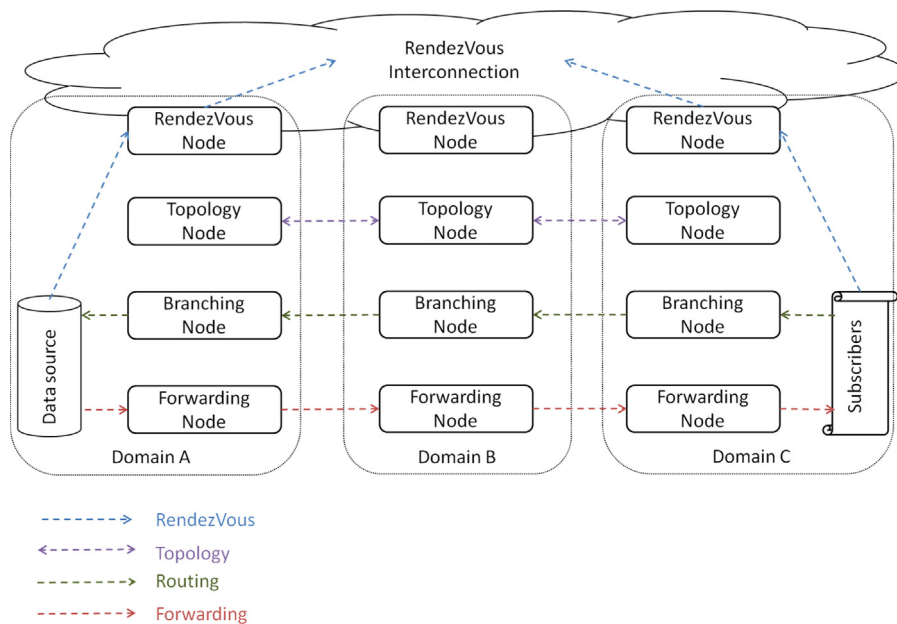 RendezVous
Interconnection
RendezVous
Node
RendezVous
Node
RendezVous
Node
Topology
Node
Topology
Node
Topology
Node
Branching
Node
Branching
Node
Branching
Node
Data source
Subscribers
Forwarding
Node
Forwarding
Node
Forwarding
Node
Domain A
Domain B
Domain C
RendezVous
Topology
Routing
Forwarding